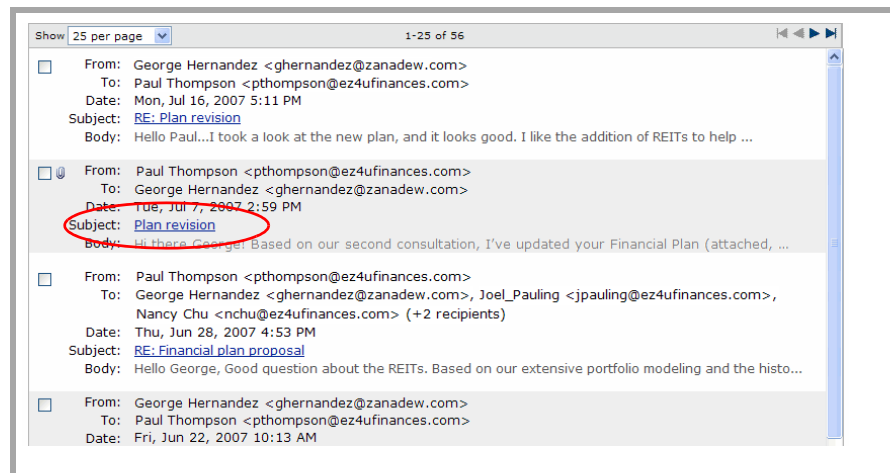 Show 25 per page 1-25 of 56
From: George Hernandez <ghernandez@zanadew.com>
To: Paul Thompson <pthompson@ez4ufinances.com>
Date: Mon, Jul 16, 2007 5:11 PM
Subject: RE: Plan revision
Body: Hello Paul...I took a look at the new plan, and it looks good. I like the addition of REITs to help ...
From: Paul Thompson <pthompson@ez4ufinances.com>
To: George Hernandez <ghernandez@zanadew.com>
Date: Tue, Jul 7, 2007 2:59 PM
Subject: Plan revision
Body: Hi there George! Based on our second consultation, I've updated your Financial Plan (attached, ...
From: Paul Thompson <pthompson@ez4ufinances.com>
To: George Hernandez <ghernandez@zanadew.com>, Joel_Pauling <jpauling@ez4ufinances.com>,
Nancy Chu <nchu@ez4ufinances.com> (+2 recipients)
Date: Thu, Jun 28, 2007 4:53 PM
Subject: RE: Financial plan proposal
Body: Hello George, Good question about the REITs. Based on our extensive portfolio modeling and the histo...
From: George Hernandez <ghernandez@zanadew.com>
To: Paul Thompson <pthompson@ez4ufinances.com>
Date: Fri, Jun 22, 2007 10:13 AM